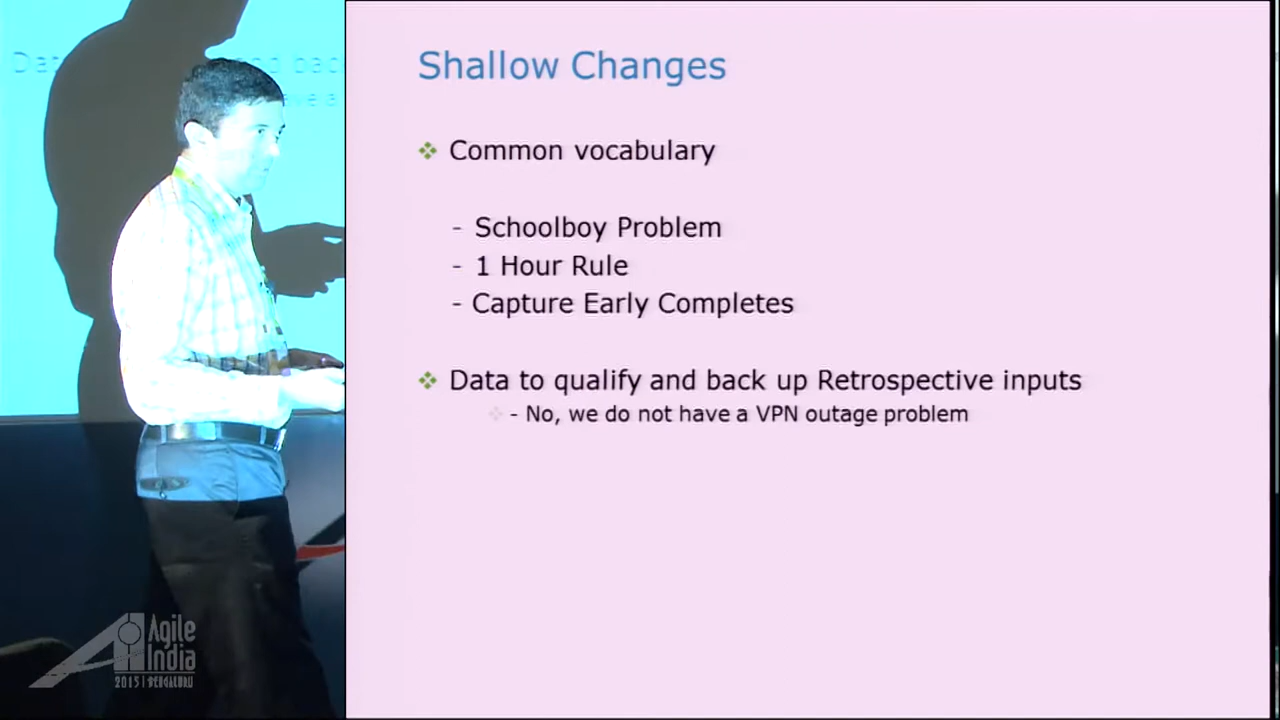 Shallow Changes
Common vocabulary
- Schoolboy Problem
- 1 Hour Rule
- Capture Early Completes
Data to qualify and back up Retrospective inputs
- No, we do not have a VPN outage problem
Agile
India
2015 | BENGALURU